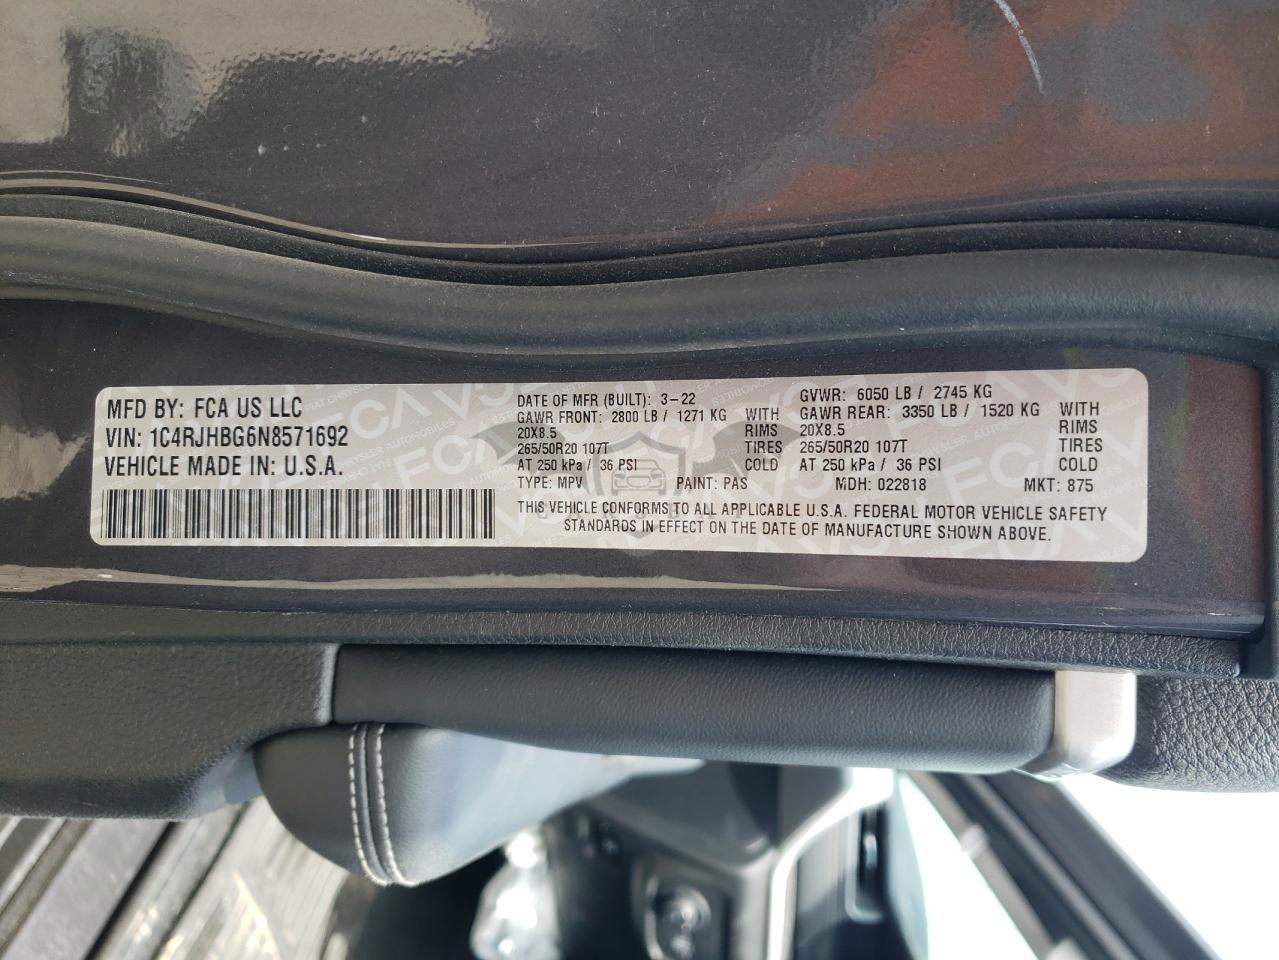 MFD BY: FCA US LLC
VIN: 1C4RJHBG6N8571692
VEHICLE MADE IN: U.S.A.
DATE OF MFR (BUILT): 3-22
GAWR FRONT: 2800 LB / 1271 KG WITH
20X8.5 RIMS
265/50R20 107T TIRES
AT 250 kPa / 36 PSI COLD
TYPE: MPV PAINT: PAS
GVWR: 6050 LB / 2745 KG
GAWR REAR: 3350 LB / 1520 KG WITH
20X8.5 RIMS
265/50R20 107T TIRES
AT 250 kPa / 36 PSI COLD
MDH: 022818 MKT: 875
THIS VEHICLE CONFORMS TO ALL APPLICABLE U.S.A. FEDERAL MOTOR VEHICLE SAFETY
STANDARDS IN EFFECT ON THE DATE OF MANUFACTURE SHOWN ABOVE.